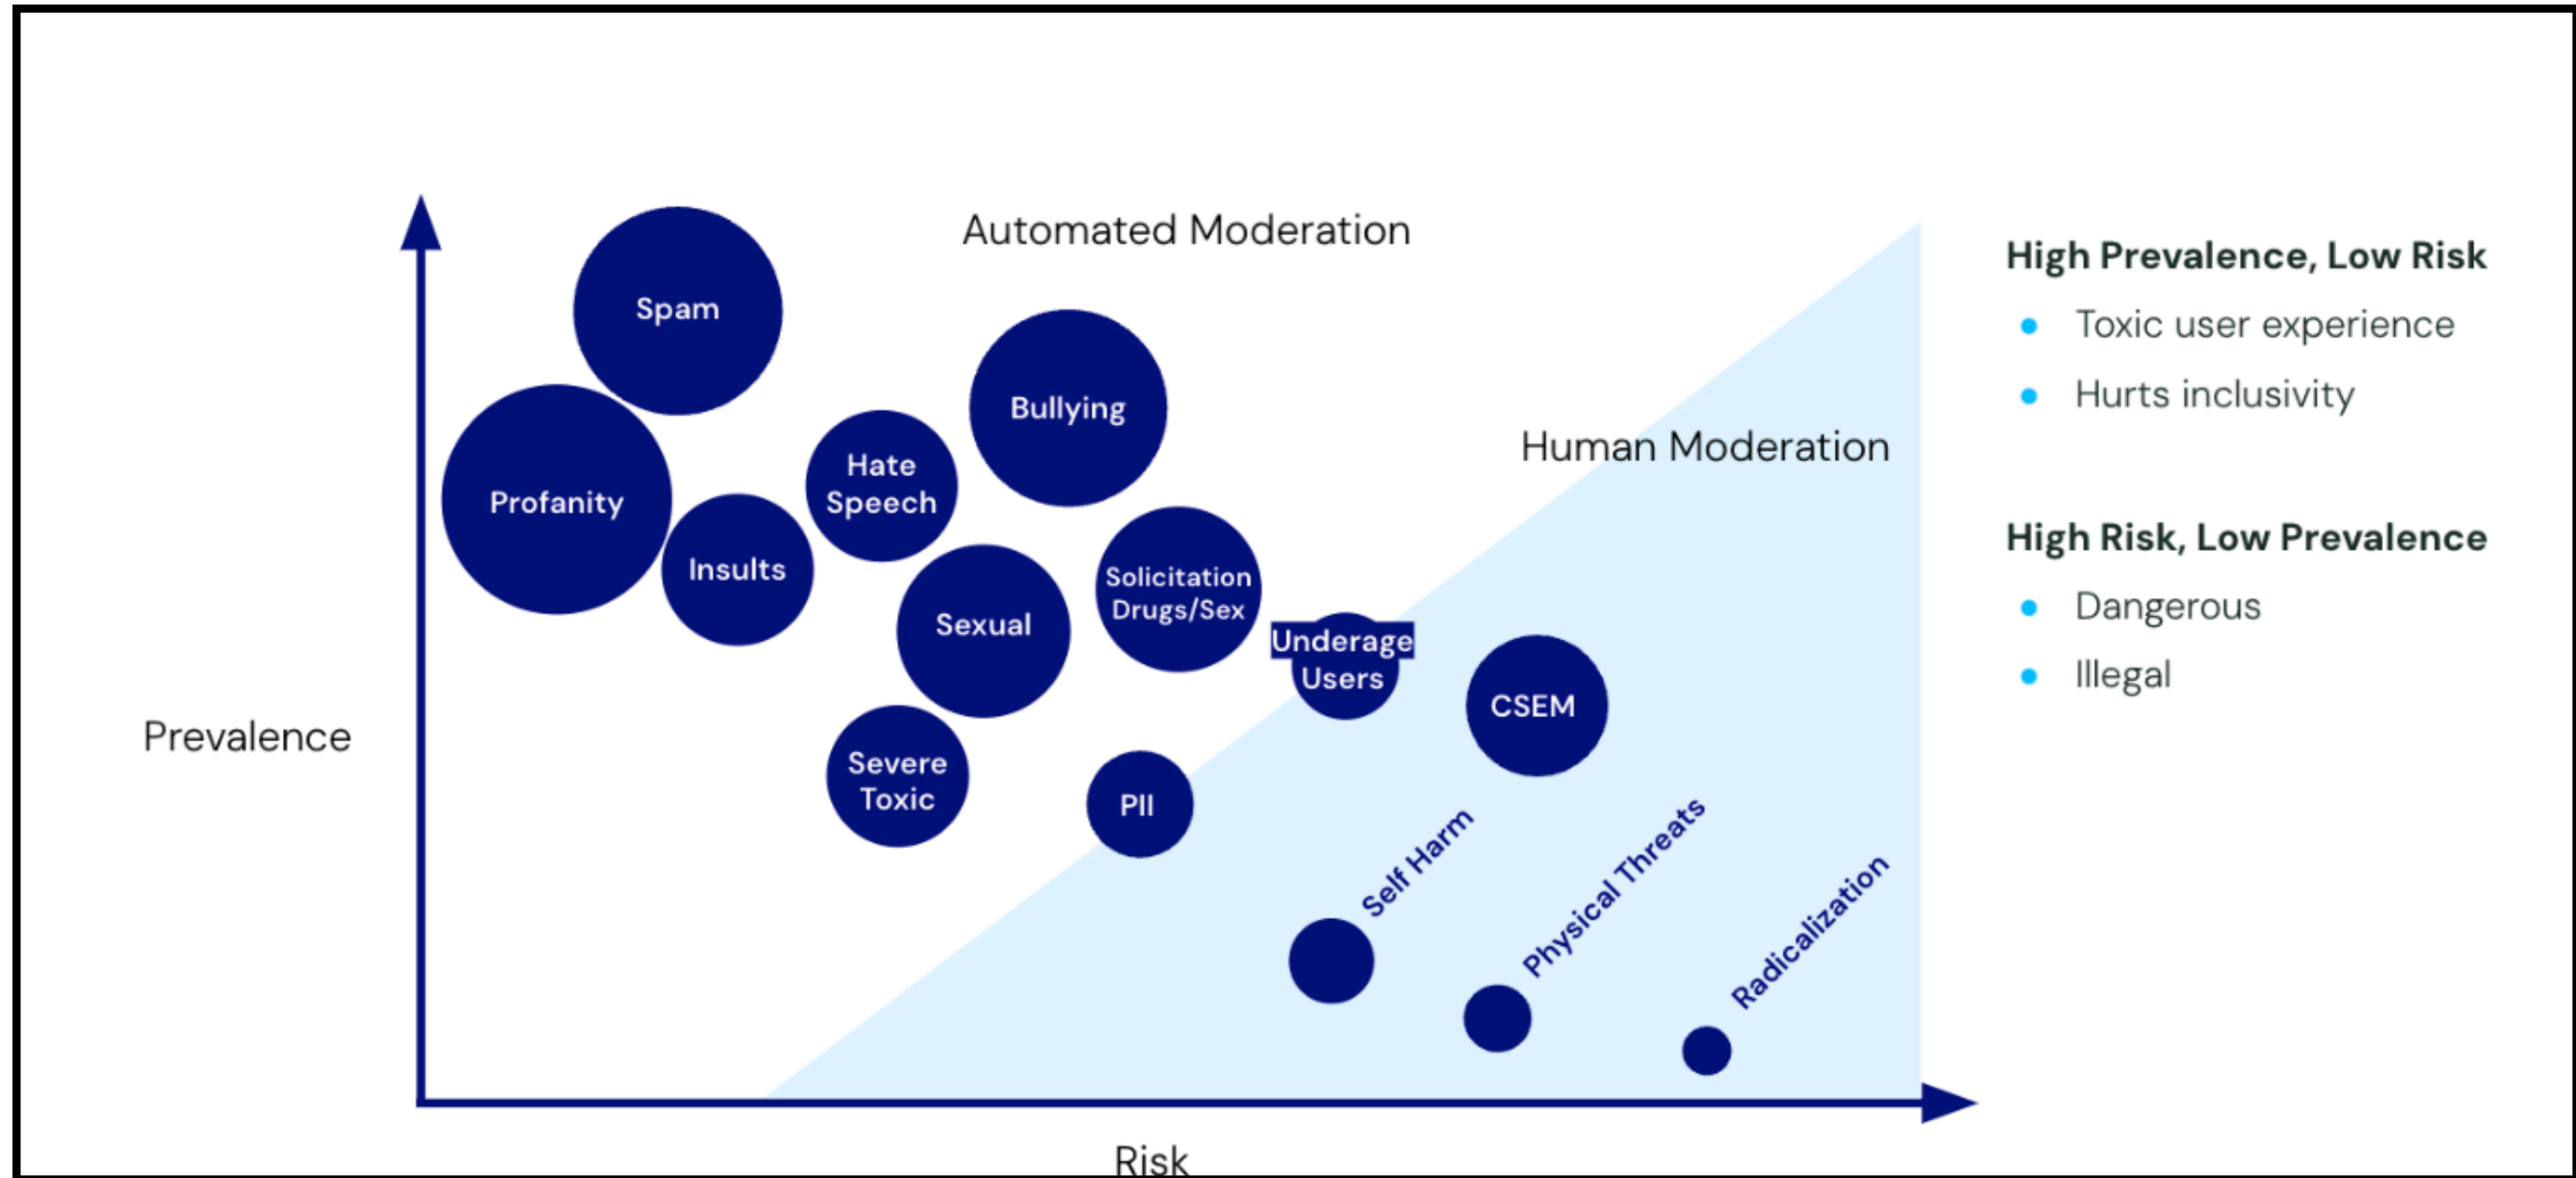 Automated Moderation
Spam
Bullying
Hate
Speech
Profanity
Insults
Sexual
Solicitation
Drugs/Sex
Underage
Users
Severe
Toxic
PII
Human Moderation
CSEM
Self Harm
Physical Threats
Radicalization
Prevalence
Risk
High Prevalence, Low Risk
Toxic user experience
Hurts inclusivity
High Risk, Low Prevalence
Dangerous
Illegal